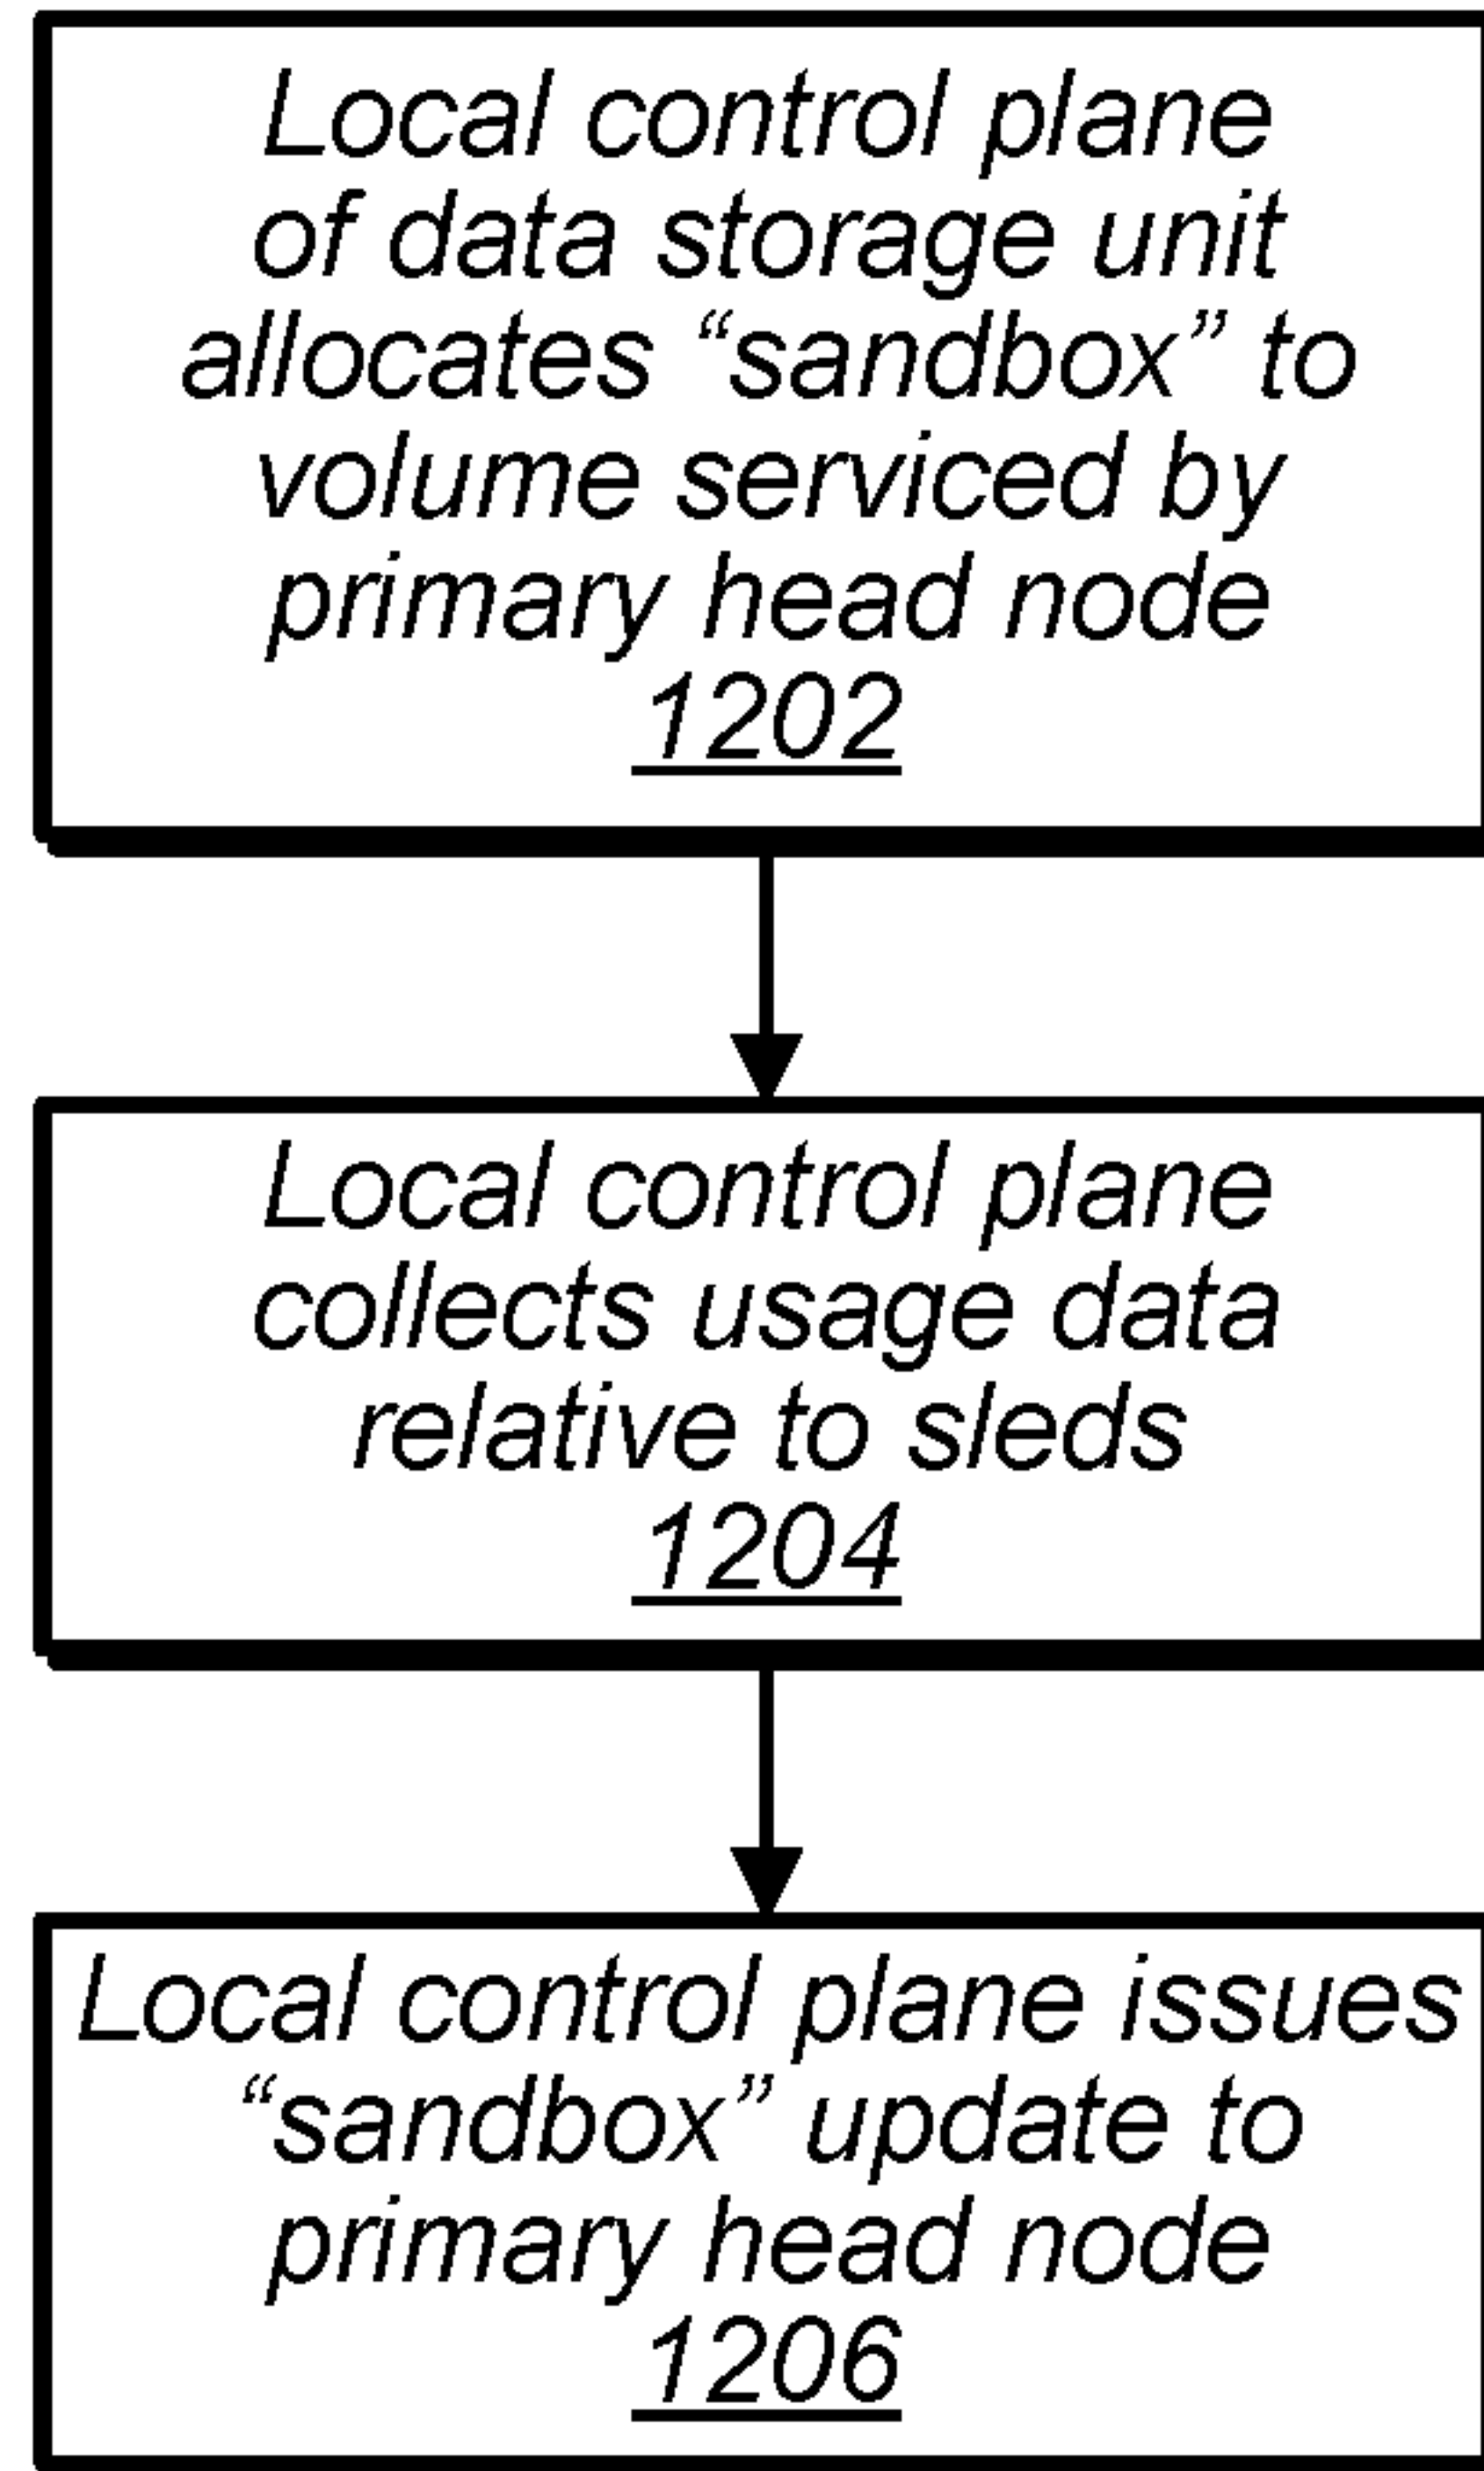 Local control plane
of data storage unit
allocates “sandbox” to
volume serviced by
primary head node
1202
Local control plane
collects usage data
relative to sleds
1204
Local control plane issues
“sandbox” update to
primary head node
1206